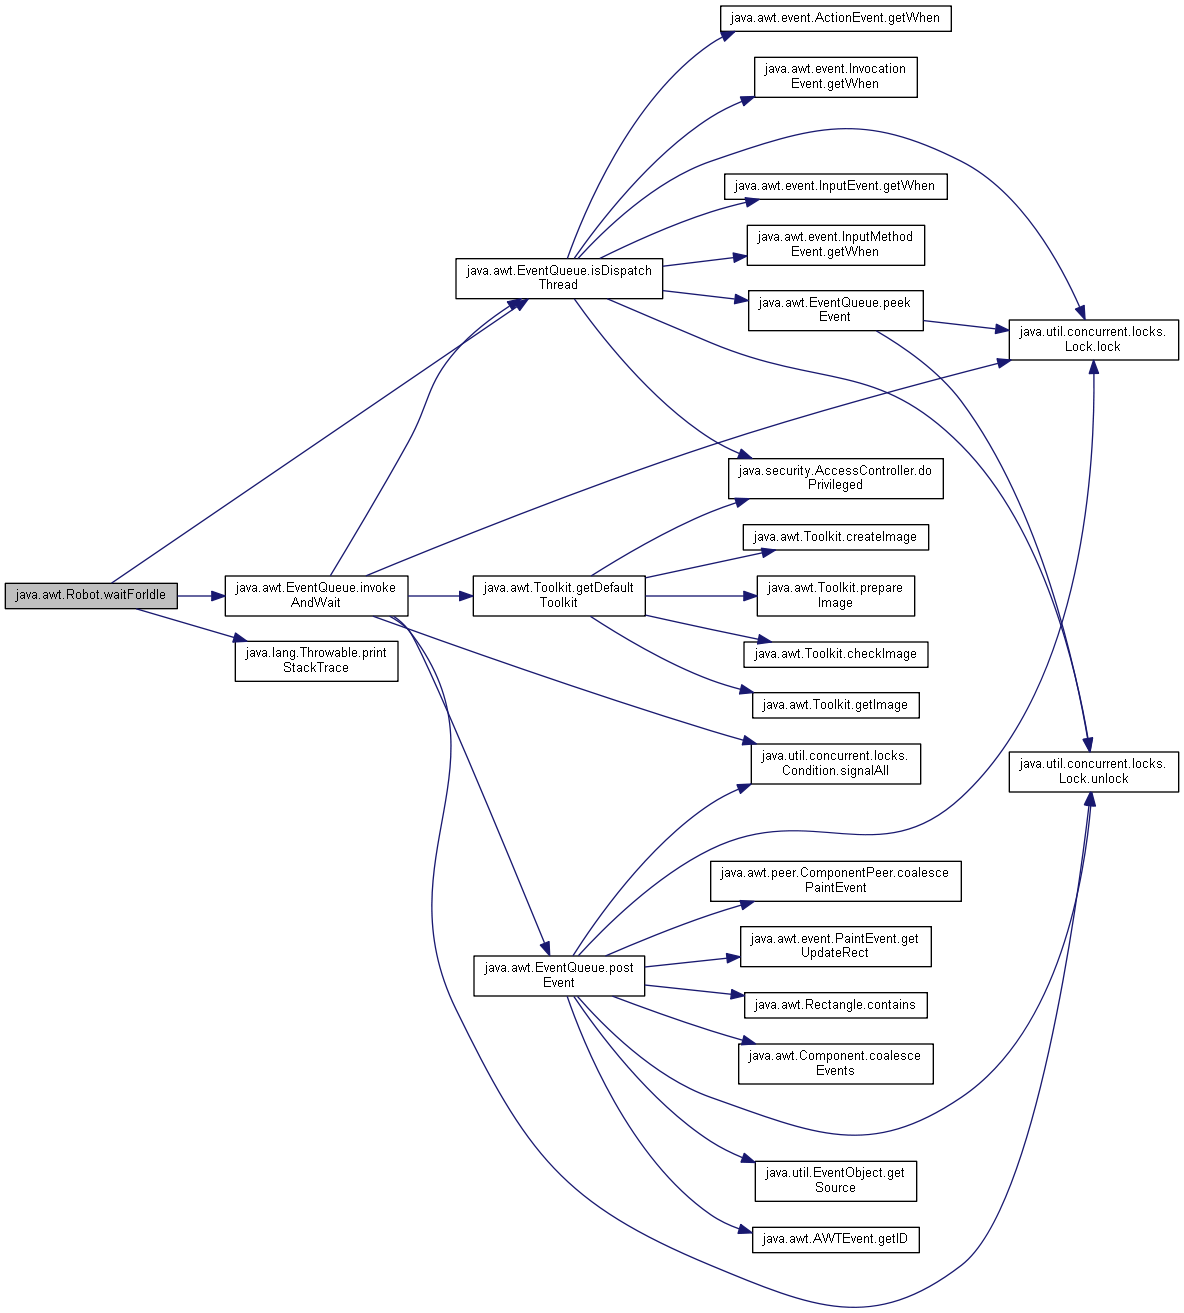 java.awt.event.ActionEvent.getWhen
java.awt.event.Invocation
Event.getWhen
java.awt.event.InputEvent.getWhen
java.awt.event.InputMethod
Event.getWhen
java.awt.EventQueue.isDispatch
Thread
java.awt.EventQueue.peek
Event
java.util.concurrent.locks.
Lock.lock
java.security.AccessController.do
Privileged
java.awt.Toolkit.createImage
java.awt.Robot.waitForIdle
java.awt.EventQueue.invoke
AndWait
java.awt.Toolkit.getDefault
Toolkit
java.awt.Toolkit.prepare
Image
java.lang.Throwable.print
StackTrace
java.awt.Toolkit.checkImage
java.awt.Toolkit.getImage
java.util.concurrent.locks.
Condition.signalAll
java.util.concurrent.locks.
Lock.unlock
java.awt.peer.ComponentPeer.coalesce
PaintEvent
java.awt.event.PaintEvent.get
UpdateRect
java.awt.EventQueue.post
Event
java.awt.Rectangle.contains
java.awt.Component.coalesce
Events
java.util.EventObject.get
Source
java.awt.AWTEvent.getID